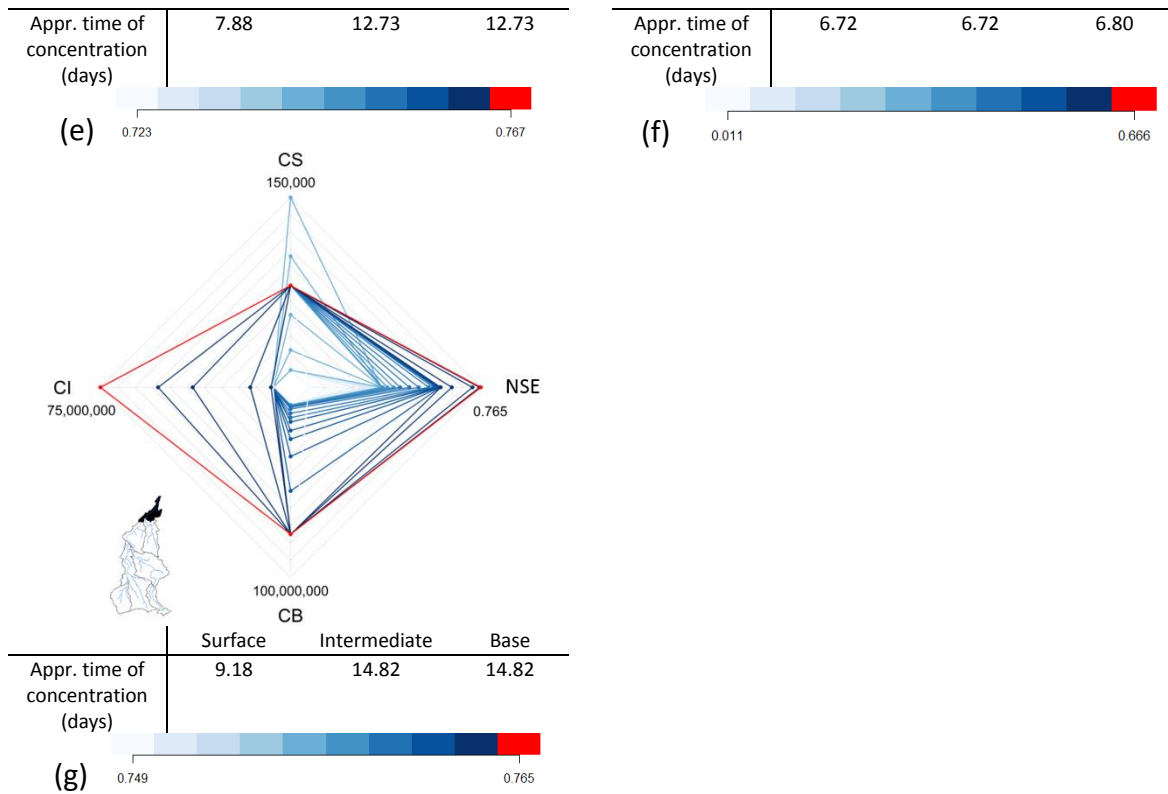 Appr. time of 7.88 12.73 12.73
concentration
(days)
0.723 0.767
(e)
Appr. time of 6.72 6.72 6.80
concentration
(days)
0.011 0.666
(f)
CS
150,000
CI
75,000,000
NSE
0.765
100,000,000
CB
Surface Intermediate Base
Appr. time of 9.18 14.82 14.82
concentration
(days)
0.749 0.765
(g)